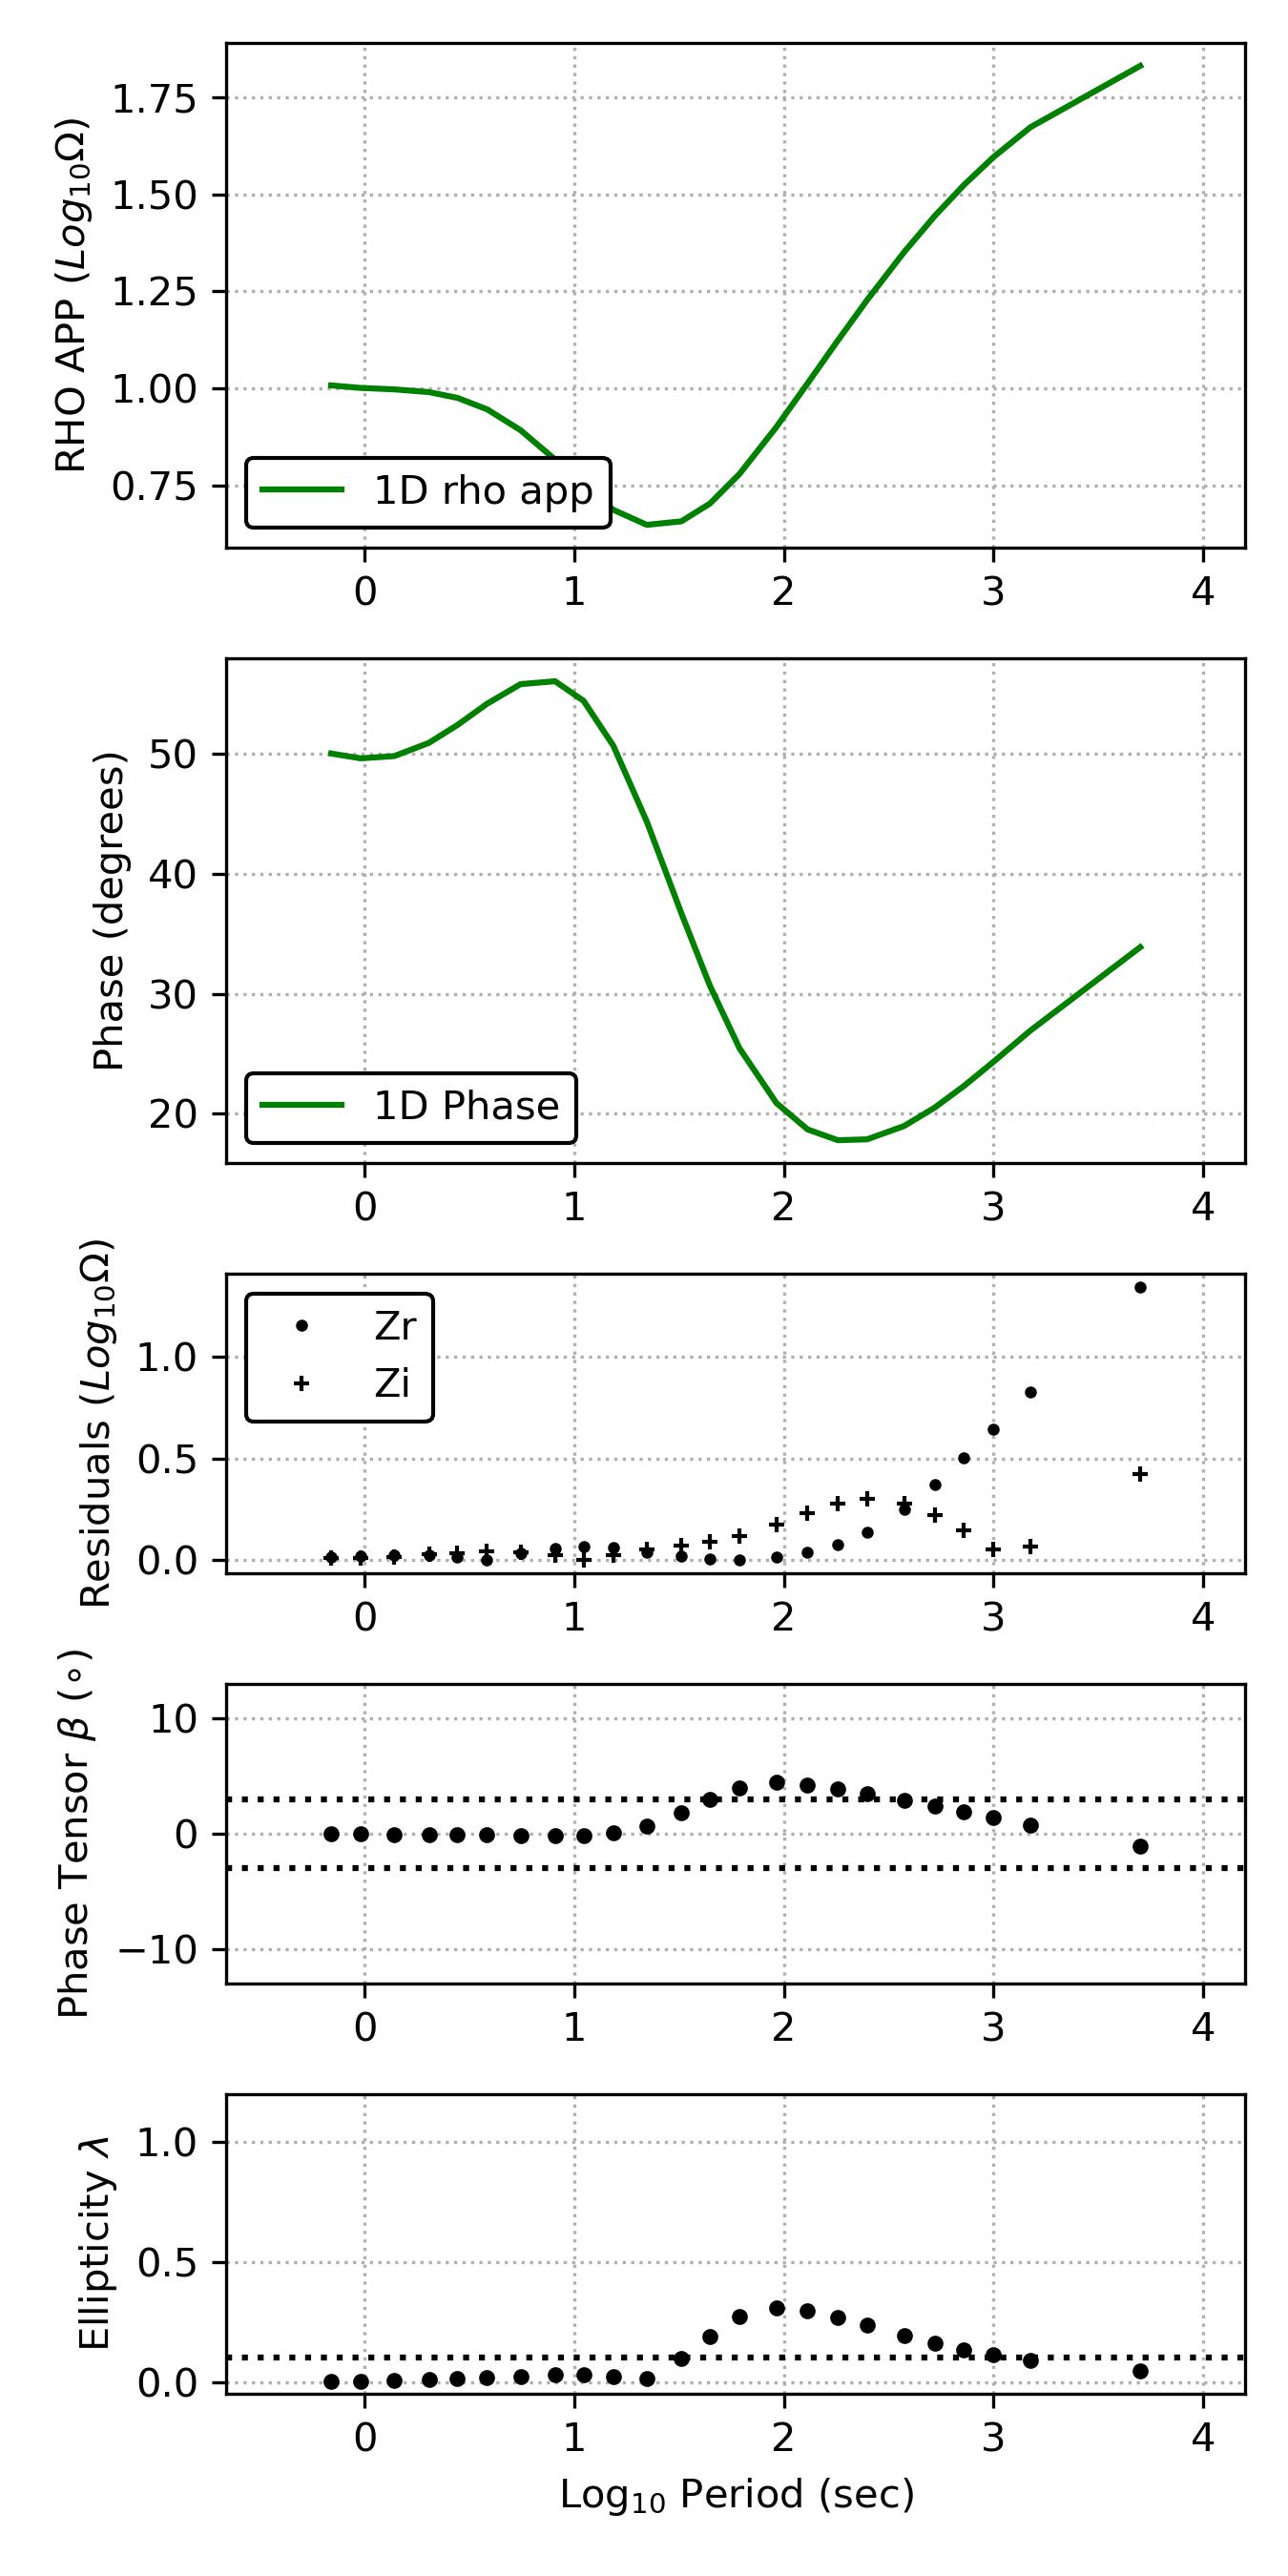 RHO APP (Log₁₀Ω)
1.75
1.50
1.25
1.00
0.75
1D rho app
0 1 2 3 4
Phase (degrees)
50
40
30
20
1D Phase
0 1 2 3 4
Residuals (Log₁₀Ω)
1.0
0.5
0.0
Zr
Zi
0 1 2 3 4
Phase Tensor β (∘)
10
0
−10
0 1 2 3 4
Ellipticity λ
1.0
0.5
0.0
0 1 2 3 4
Log₁₀ Period (sec)